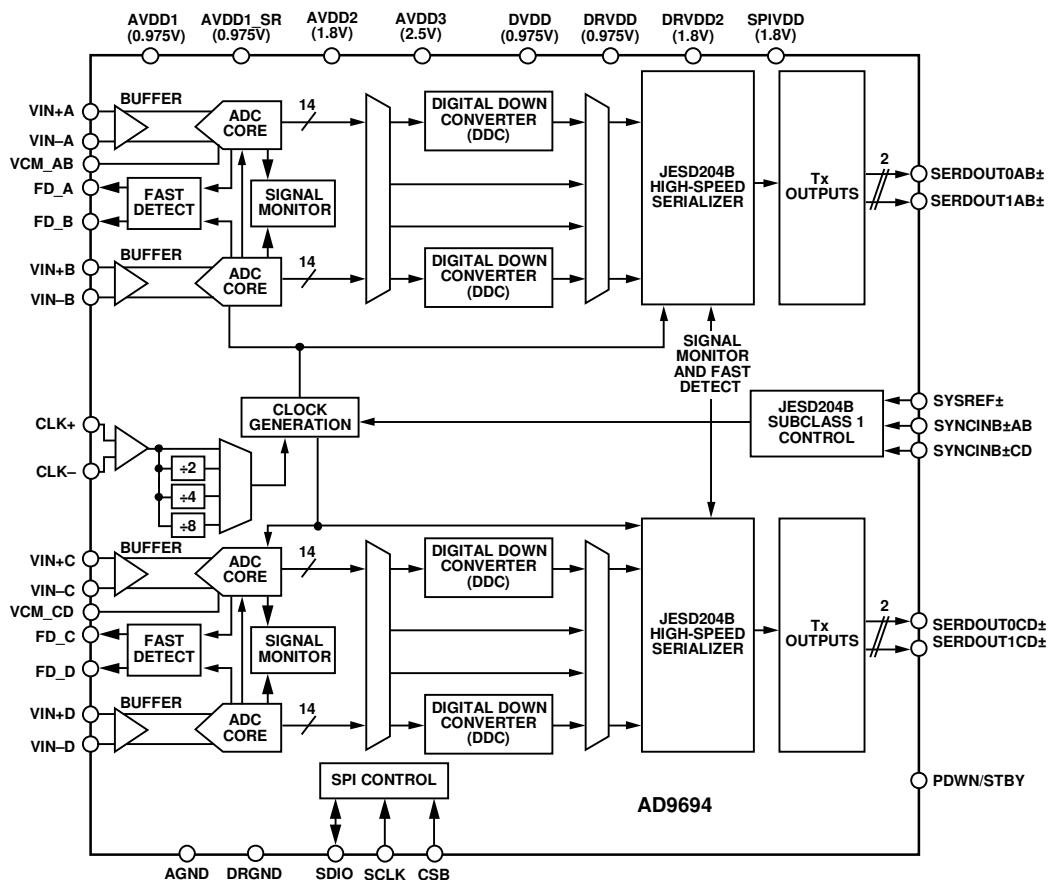 AVDD1 (0.975V)
AVDD1_SR (0.975V)
AVDD2 (1.8V)
AVDD3 (2.5V)
DVDD (0.975V)
DRVDD (0.975V)
DRVDD2 (1.8V)
SPIVDD (1.8V)
VIN+A
VIN–A
VCM_AB
FD_A
FD_B
VIN+B
VIN–B
BUFFER
ADC
CORE
14
FAST
DETECT
SIGNAL
MONITOR
BUFFER
ADC
CORE
14
DIGITAL DOWN
CONVERTER
(DDC)
DIGITAL DOWN
CONVERTER
(DDC)
JESD204B
HIGH-SPEED
SERIALIZER
Tx
OUTPUTS
2
SERDOUT0AB±
SERDOUT1AB±
SIGNAL
MONITOR
AND FAST
DETECT
CLK+
CLK–
÷2
÷4
÷8
CLOCK
GENERATION
JESD204B
SUBCLASS 1
CONTROL
SYSREF±
SYNCINB±AB
SYNCINB±CD
VIN+C
VIN–C
VCM_CD
FD_C
FD_D
VIN+D
VIN–D
BUFFER
ADC
CORE
14
FAST
DETECT
SIGNAL
MONITOR
BUFFER
ADC
CORE
14
DIGITAL DOWN
CONVERTER
(DDC)
DIGITAL DOWN
CONVERTER
(DDC)
JESD204B
HIGH-SPEED
SERIALIZER
Tx
OUTPUTS
2
SERDOUT0CD±
SERDOUT1CD±
SPI CONTROL
AD9694
PDWN/STBY
AGND
DRGND
SDIO
SCLK
CSB